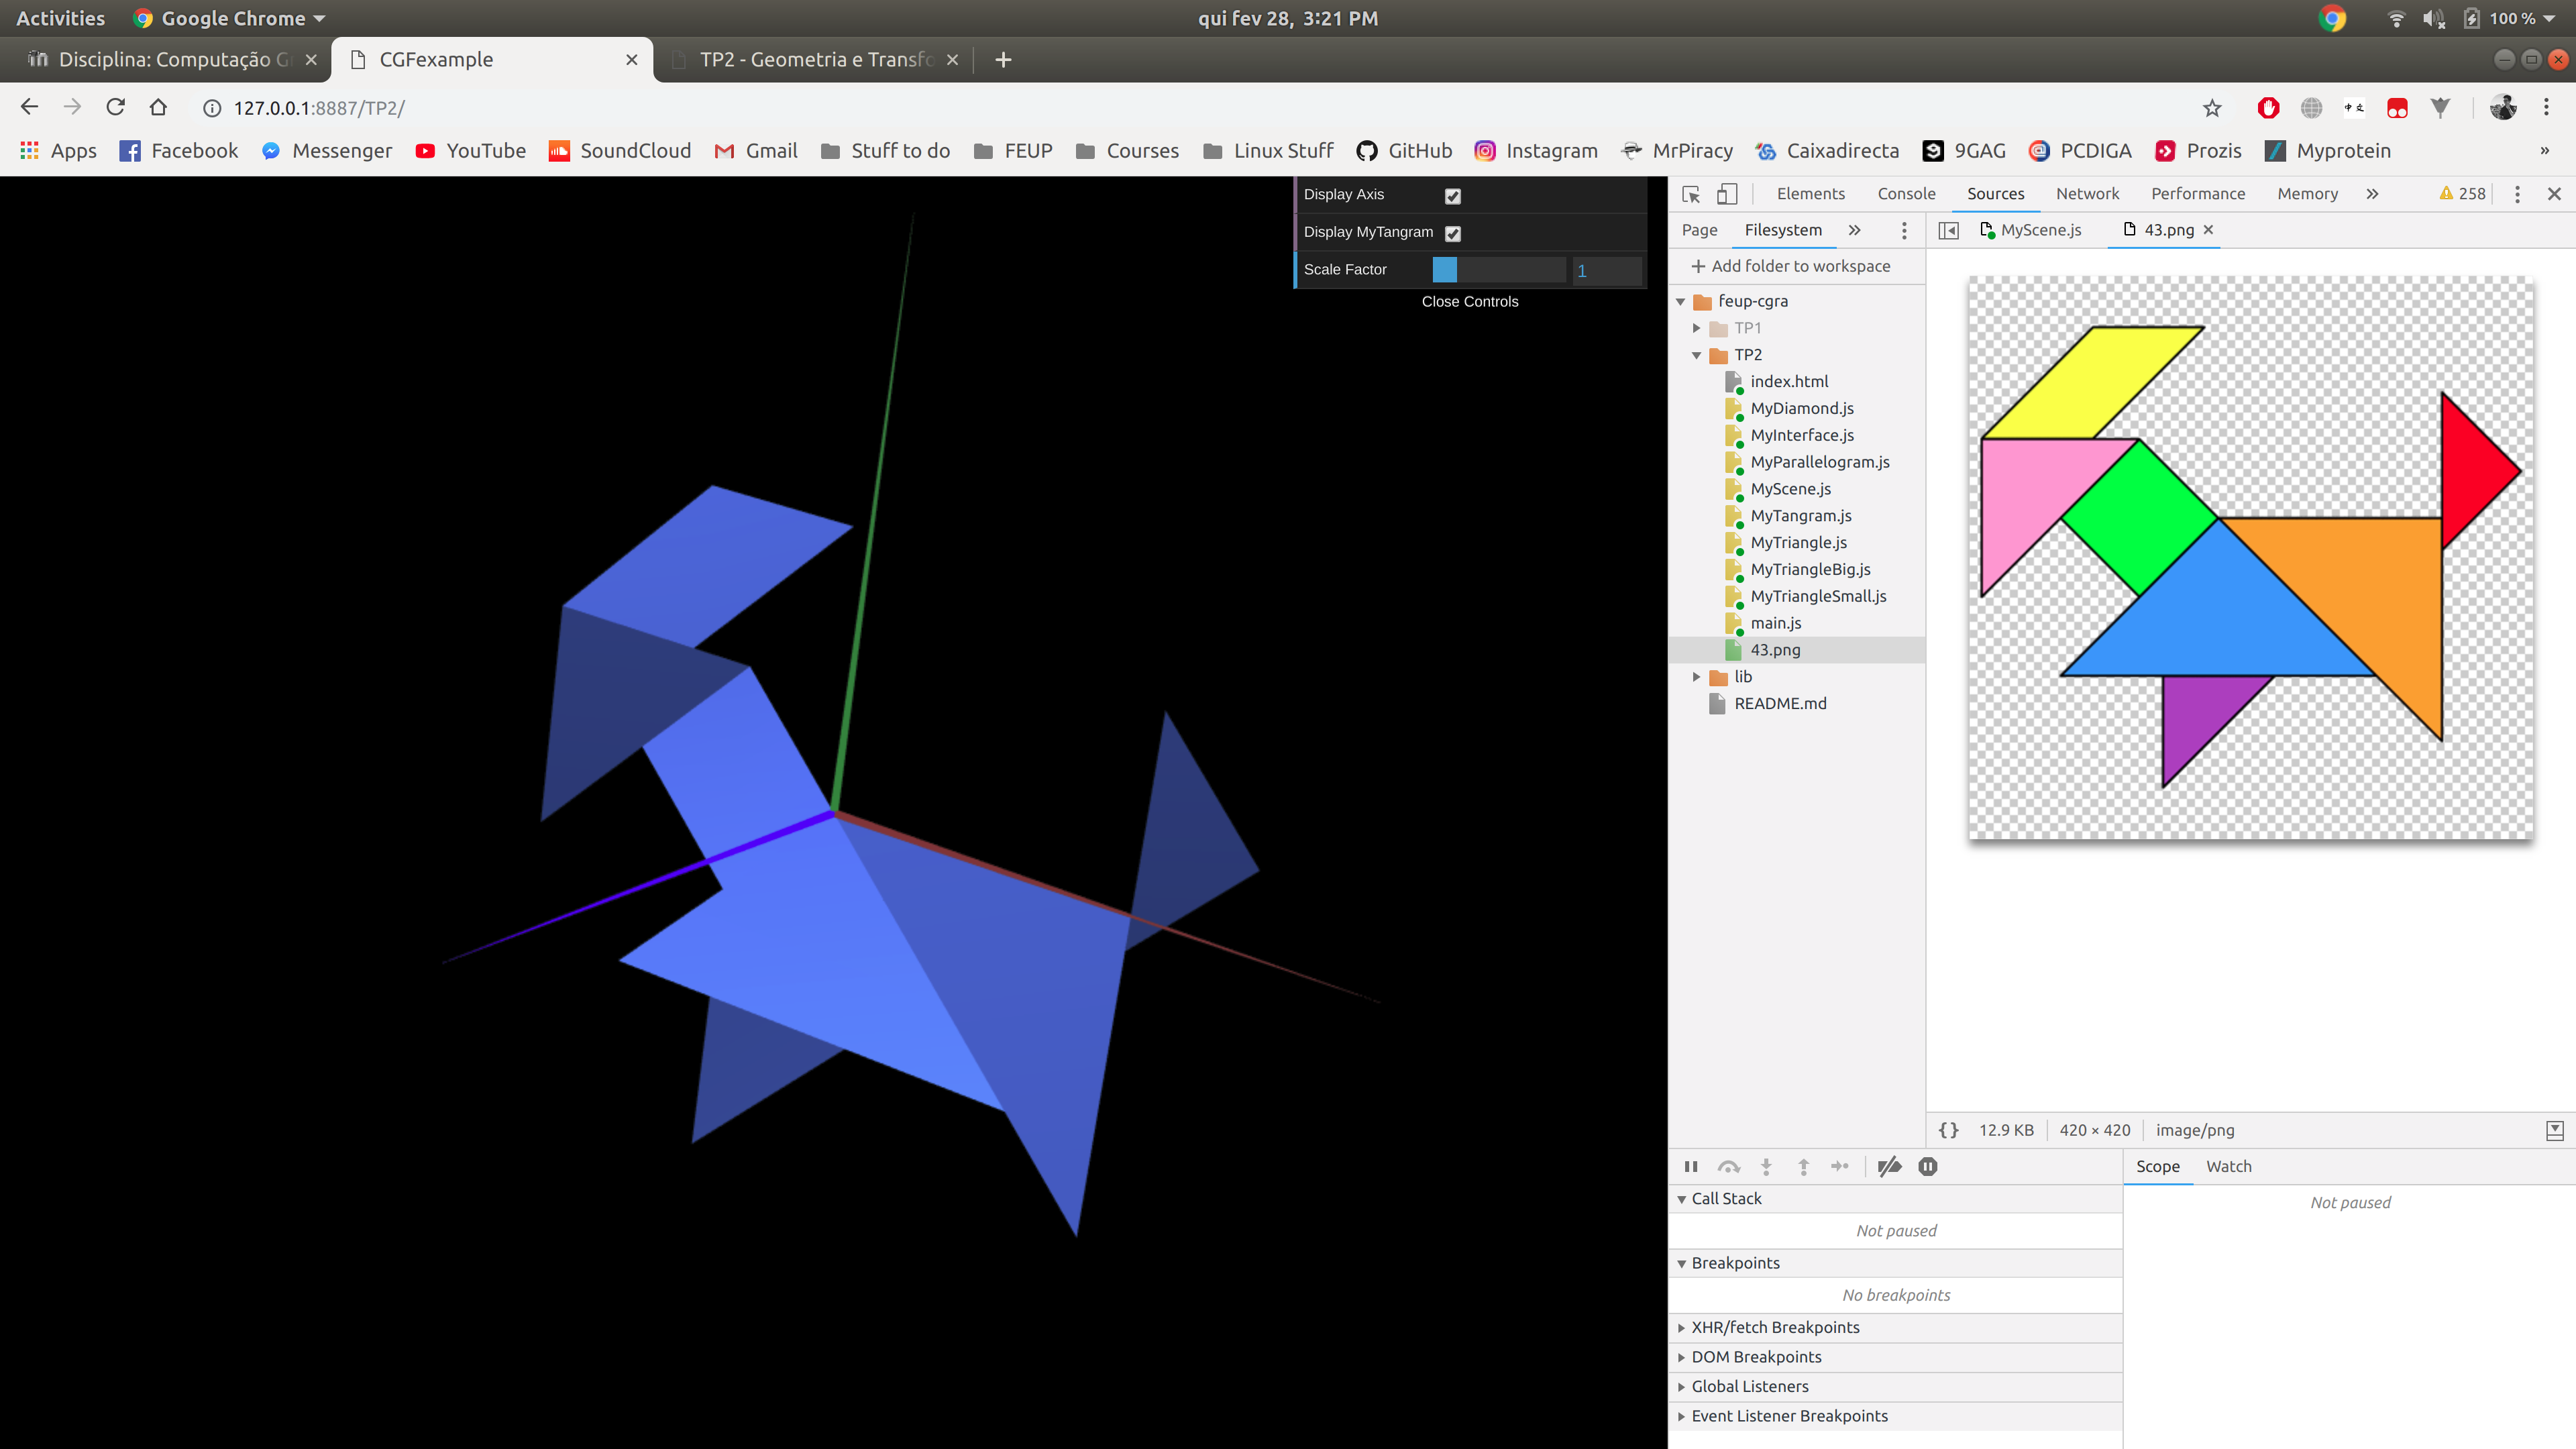 Activities Google Chrome qui fev 28, 3:21 PM 100 %
Disciplina: Computação G CGFexample TP2 - Geometria e Transfo
127.0.0.1:8887/TP2/
Apps Facebook Messenger YouTube SoundCloud Gmail Stuff to do FEUP Courses Linux Stuff GitHub Instagram MrPiracy Caixadirecta 9GAG PCDIGA Prozis Myprotein »
Display Axis
Display MyTangram
Scale Factor 1
Close Controls
Elements Console Sources Network Performance Memory » 258
Page Filesystem » MyScene.js 43.png
+ Add folder to workspace
feup-cgra
TP1
TP2
index.html
MyDiamond.js
MyInterface.js
MyParallelogram.js
MyScene.js
MyTangram.js
MyTriangle.js
MyTriangleBig.js
MyTriangleSmall.js
main.js
43.png
lib
README.md
{} 12.9 KB 420 × 420 image/png
Scope Watch
Call Stack
Not paused
Not paused
Breakpoints
No breakpoints
XHR/fetch Breakpoints
DOM Breakpoints
Global Listeners
Event Listener Breakpoints